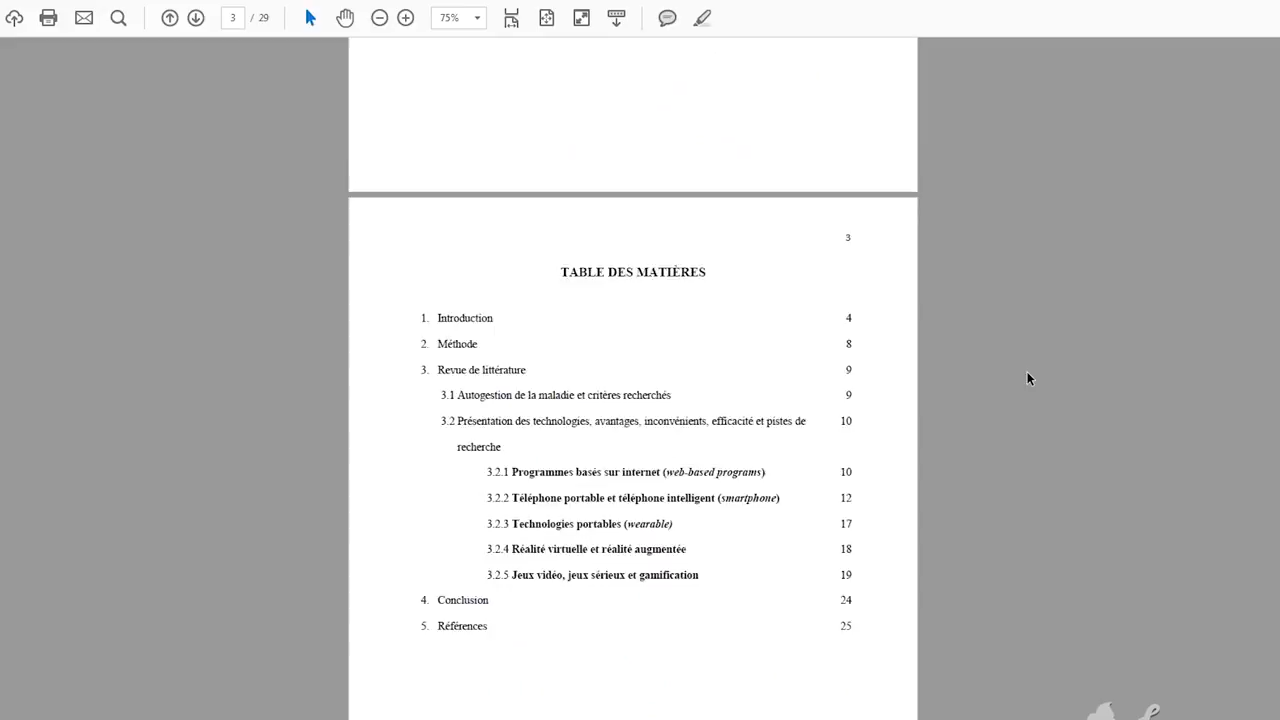 3 / 29 75%
3
TABLE DES MATIÈRES
1. Introduction 4
2. Méthode 8
3. Revue de littérature 9
3.1 Autogestion de la maladie et critères recherchés 9
3.2 Présentation des technologies, avantages, inconvénients, efficacité et pistes de 10
recherche
3.2.1 Programmes basés sur internet (web-based programs) 10
3.2.2 Téléphone portable et téléphone intelligent (smartphone) 12
3.2.3 Technologies portables (wearable) 17
3.2.4 Réalité virtuelle et réalité augmentée 18
3.2.5 Jeux vidéo, jeux sérieux et gamification 19
4. Conclusion 24
5. Références 25